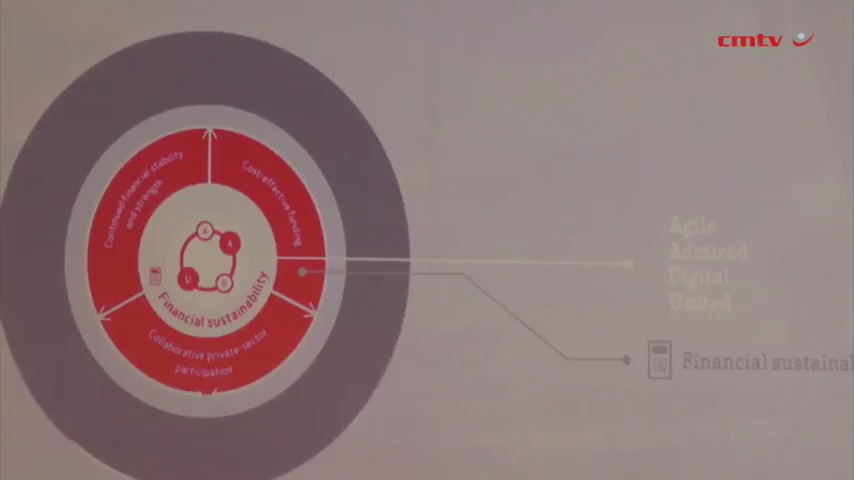 cmtv
Continued financial stability
and strength
Cost-effective funding
A
A
U
D
Financial sustainability
Collaborative private-sector
participation
Agile
Admired
Digital
United
Financial sustainal